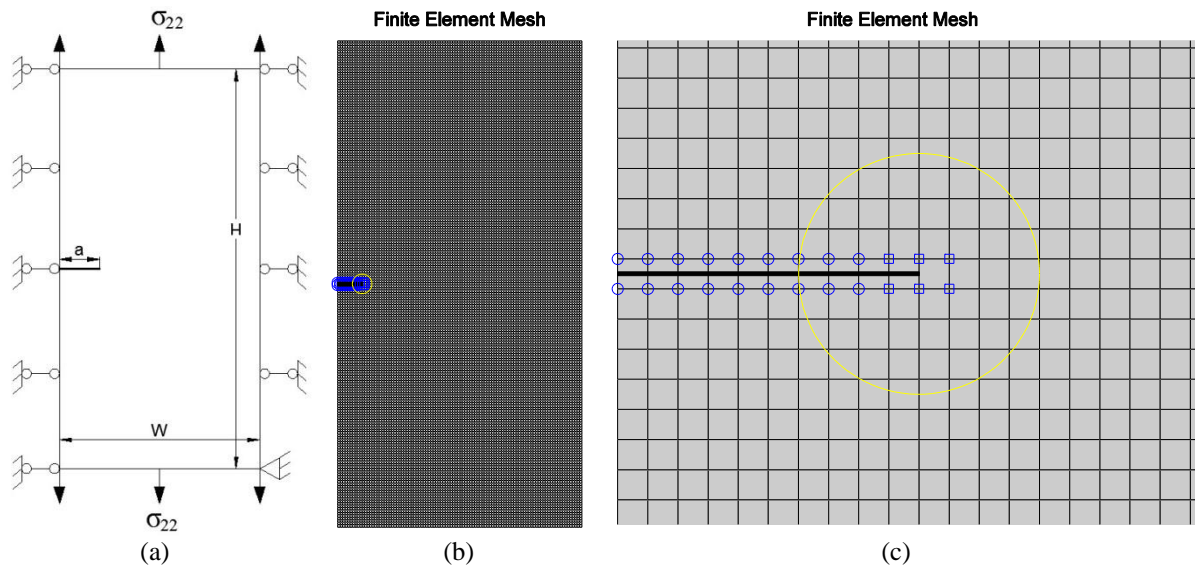 σ22
a
H
W
σ22
(a)
Finite Element Mesh
(b)
Finite Element Mesh
(c)